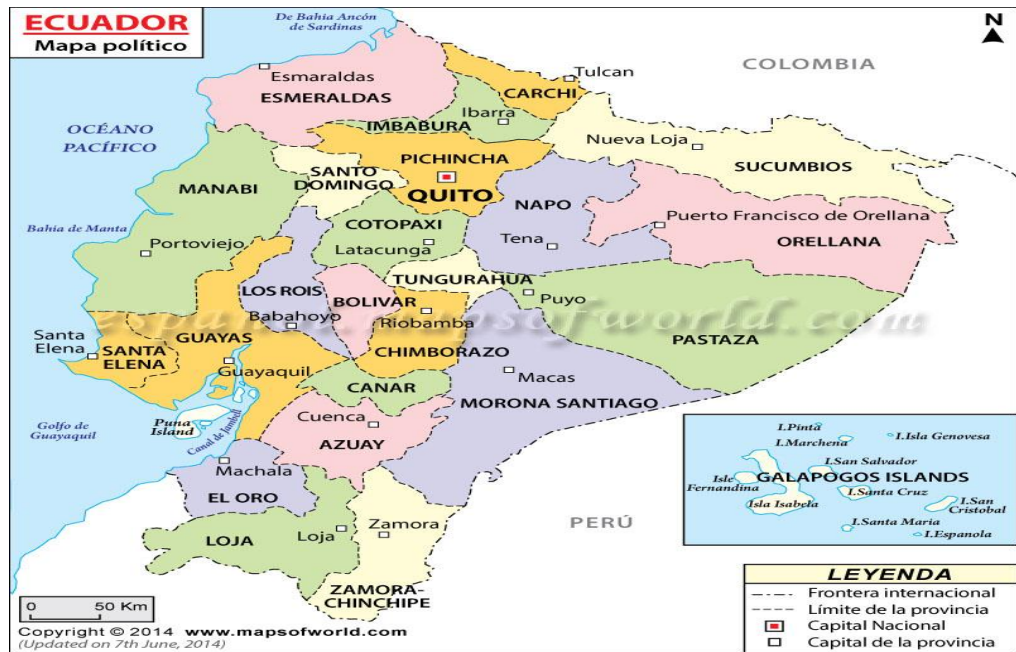 ECUADOR
Mapa político
De Bahia Ancón
de Sardinas
N
COLOMBIA
Tulcan
Esmaraldas
ESMERALDAS
CARCHI
Ibarra
IMBABURA
OCÉANO
PACÍFICO
Nueva Loja
SUCUMBIOS
PICHINCHA
QUITO
SANTO
DOMINGO
MANABI
NAPO
Puerto Francisco de Orellana
ORELLANA
COTOPAXI
Latacunga
Tena
Bahia de Manta
Portoviejo
TUNGURAHUA
Puyo
LOS ROIS
BOLIVAR
Babahoyo
Riobamba
espanol.mapsofworld.com
PASTAZA
Santa
Elena
SANTA
ELENA
GUAYAS
CHIMBORAZO
Guayaquil
CANAR
Macas
MORONA SANTIAGO
Golfo de
Guayaquil
Puna
Island
Canal de Jambeli
Cuenca
AZUAY
Machala
EL ORO
PERÚ
LOJA
Loja
Zamora
ZAMORA-
CHINCHIPE
I.Pinta
I.Marchena
I.Isla Genovesa
I.San Salvador
GALAPOGOS ISLANDS
Isle
Fernandina
Isla Isabela
I.Santa Cruz
I.San
Cristobal
I.Santa Maria
I.Espanola
LEYENDA
Frontera internacional
Límite de la provincia
Capital Nacional
Capital de la provincia
0 50 Km
Copyright © 2014 www.mapsofworld.com
(Updated on 7th June, 2014)